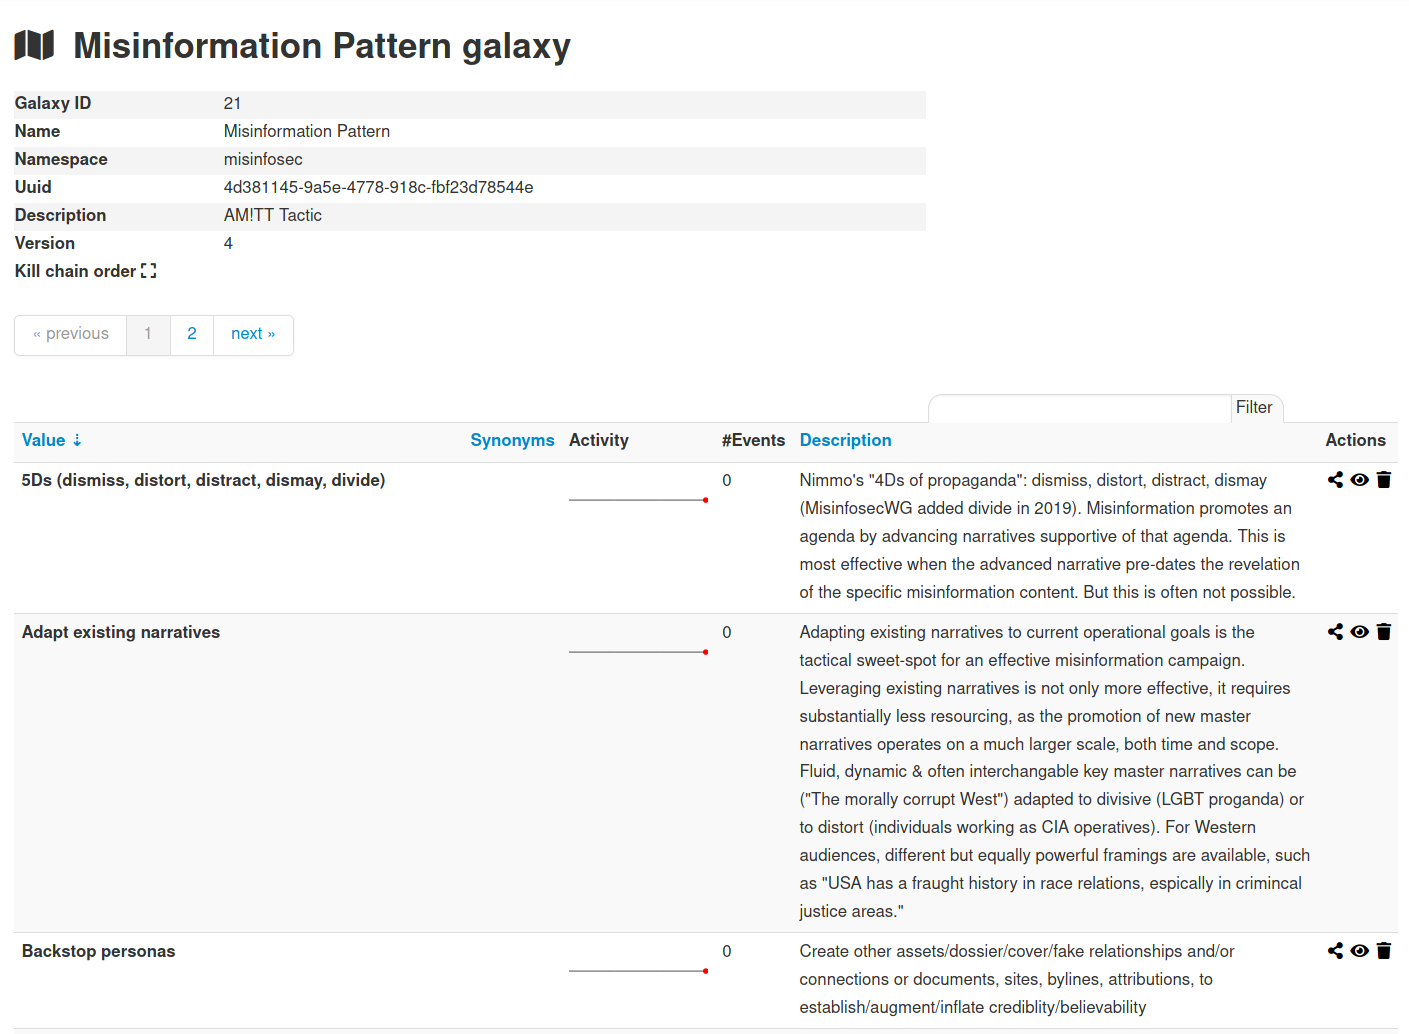 Misinformation Pattern galaxy
Galaxy ID 21
Name Misinformation Pattern
Namespace misinfosec
Uuid 4d381145-9a5e-4778-918c-fbf23d78544e
Description AM!TT Tactic
Version 4
Kill chain order
« previous 1 2 next »
Filter
Value ⇣ Synonyms Activity #Events Description Actions
5Ds (dismiss, distort, distract, dismay, divide) 0 Nimmo's "4Ds of propaganda": dismiss, distort, distract, dismay
(MisinfosecWG added divide in 2019). Misinformation promotes an
agenda by advancing narratives supportive of that agenda. This is
most effective when the advanced narrative pre-dates the revelation
of the specific misinformation content. But this is often not possible.
Adapt existing narratives 0 Adapting existing narratives to current operational goals is the
tactical sweet-spot for an effective misinformation campaign.
Leveraging existing narratives is not only more effective, it requires
substantially less resourcing, as the promotion of new master
narratives operates on a much larger scale, both time and scope.
Fluid, dynamic & often interchangable key master narratives can be
("The morally corrupt West") adapted to divisive (LGBT proganda) or
to distort (individuals working as CIA operatives). For Western
audiences, different but equally powerful framings are available, such
as "USA has a fraught history in race relations, espically in crimincal
justice areas."
Backstop personas 0 Create other assets/dossier/cover/fake relationships and/or
connections or documents, sites, bylines, attributions, to
establish/augment/inflate crediblity/believability